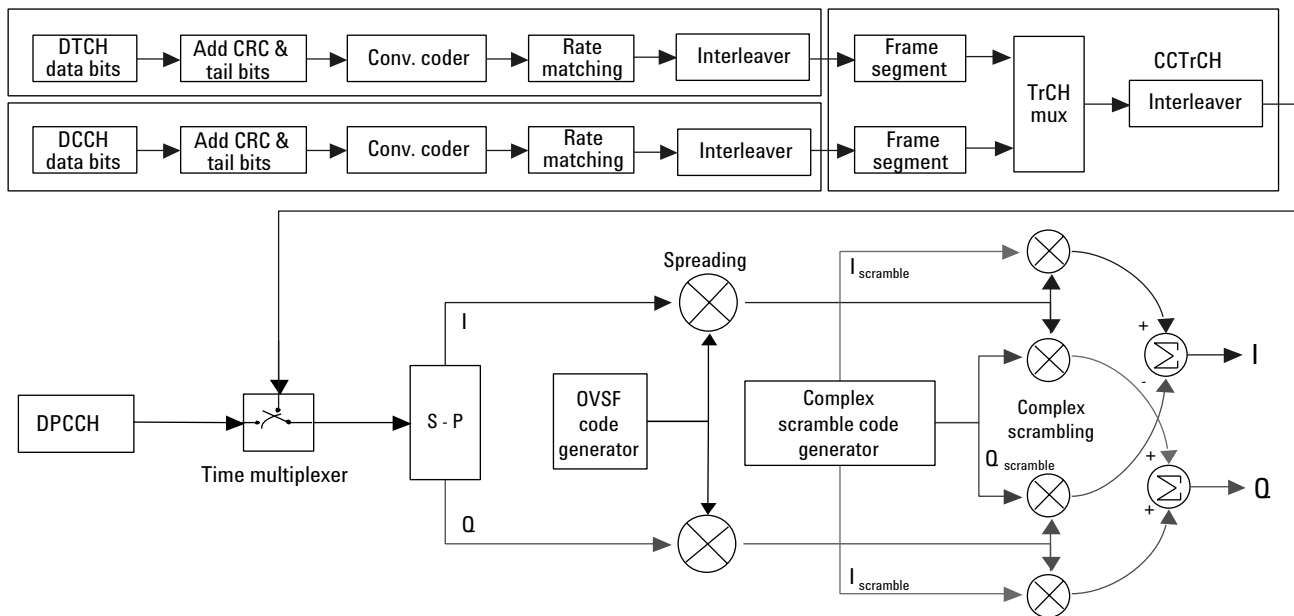 DTCH
data bits
Add CRC &
tail bits
Conv. coder
Rate
matching
Interleaver
Frame
segment
TrCH
mux
CCTrCH
Interleaver
DCCH
data bits
Add CRC &
tail bits
Conv. coder
Rate
matching
Interleaver
Frame
segment
DPCCH
Time multiplexer
S - P
I
Q
Spreading
OVSF
code
generator
I scramble
Complex
scramble code
generator
Q scramble
I scramble
Complex
scrambling
+
-
Σ
I
+
+
Σ
Q